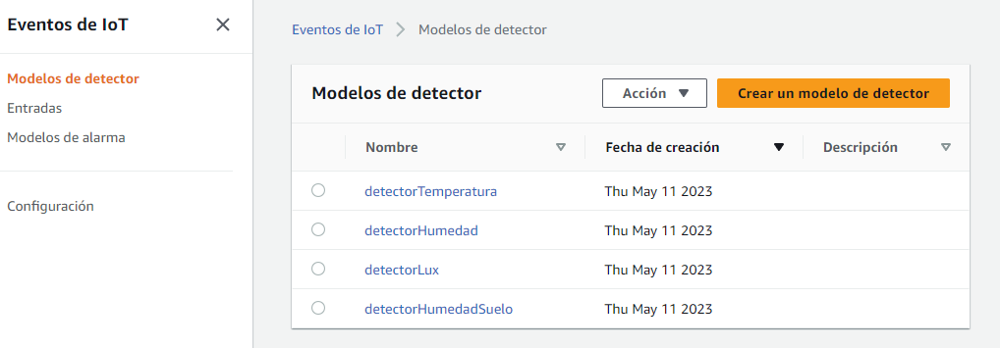 Eventos de IoT
Modelos de detector
Entradas
Modelos de alarma
Configuración
Eventos de IoT > Modelos de detector
Modelos de detector Acción Crear un modelo de detector
Nombre Fecha de creación Descripción
detectorTemperatura Thu May 11 2023
detectorHumedad Thu May 11 2023
detectorLux Thu May 11 2023
detectorHumedadSuelo Thu May 11 2023